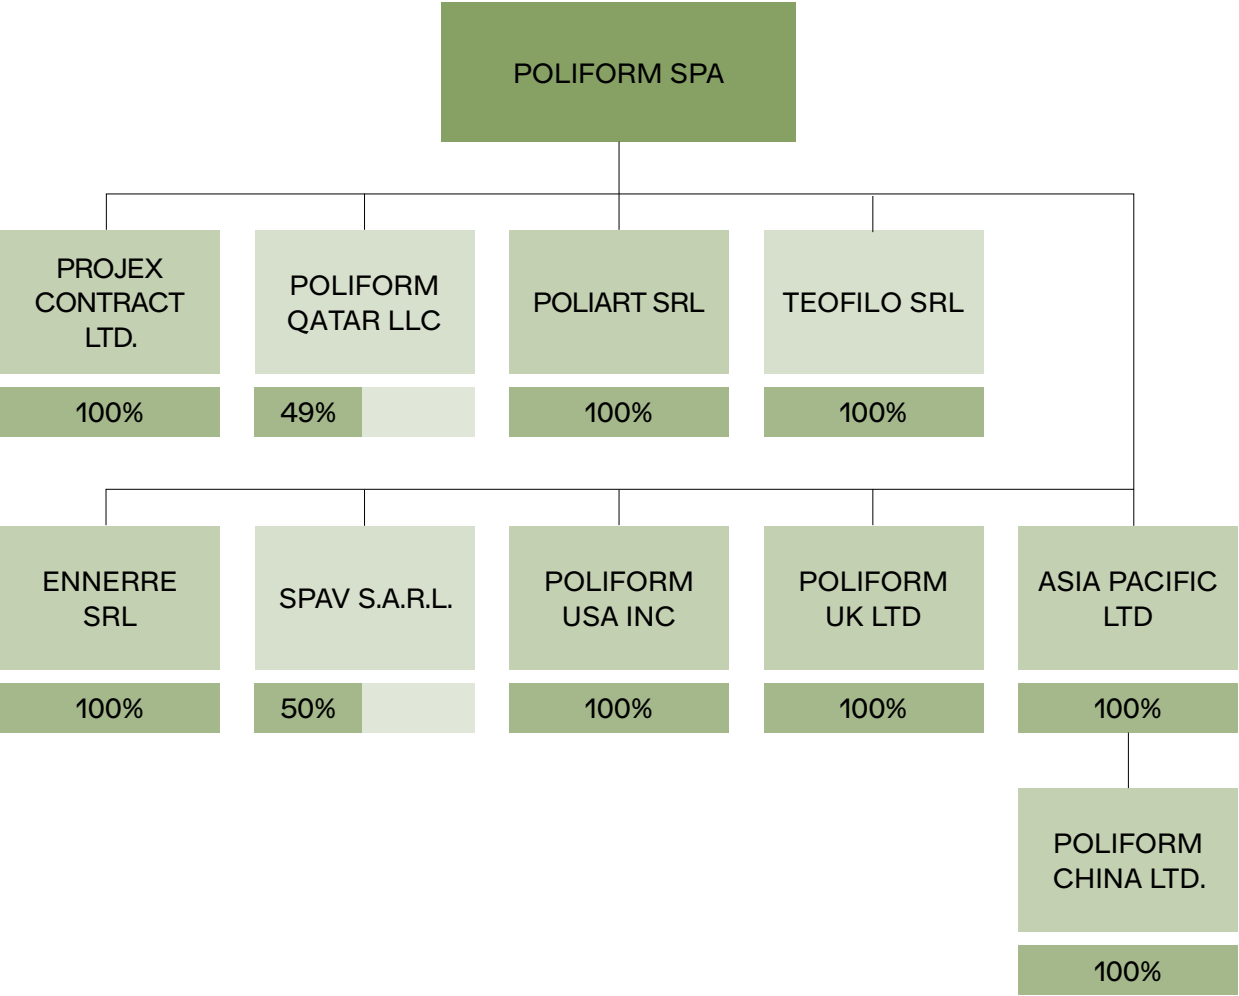 POLIFORM SPA
PROJEX
CONTRACT
LTD.
100%
POLIFORM
QATAR LLC
49%
POLIART SRL
100%
TEOFILO SRL
100%
ENNERRE
SRL
100%
SPAV S.A.R.L.
50%
POLIFORM
USA INC
100%
POLIFORM
UK LTD
100%
ASIA PACIFIC
LTD
100%
POLIFORM
CHINA LTD.
100%